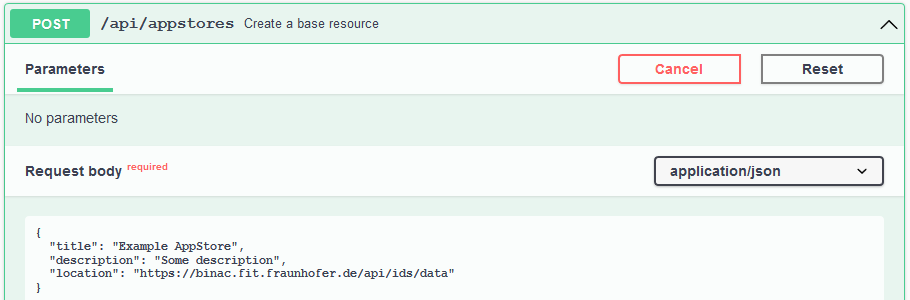 POST /api/appstores Create a base resource
Parameters Cancel Reset
No parameters
Request body required application/json
{
  "title": "Example AppStore",
  "description": "Some description",
  "location": "https://binac.fit.fraunhofer.de/api/ids/data"
}